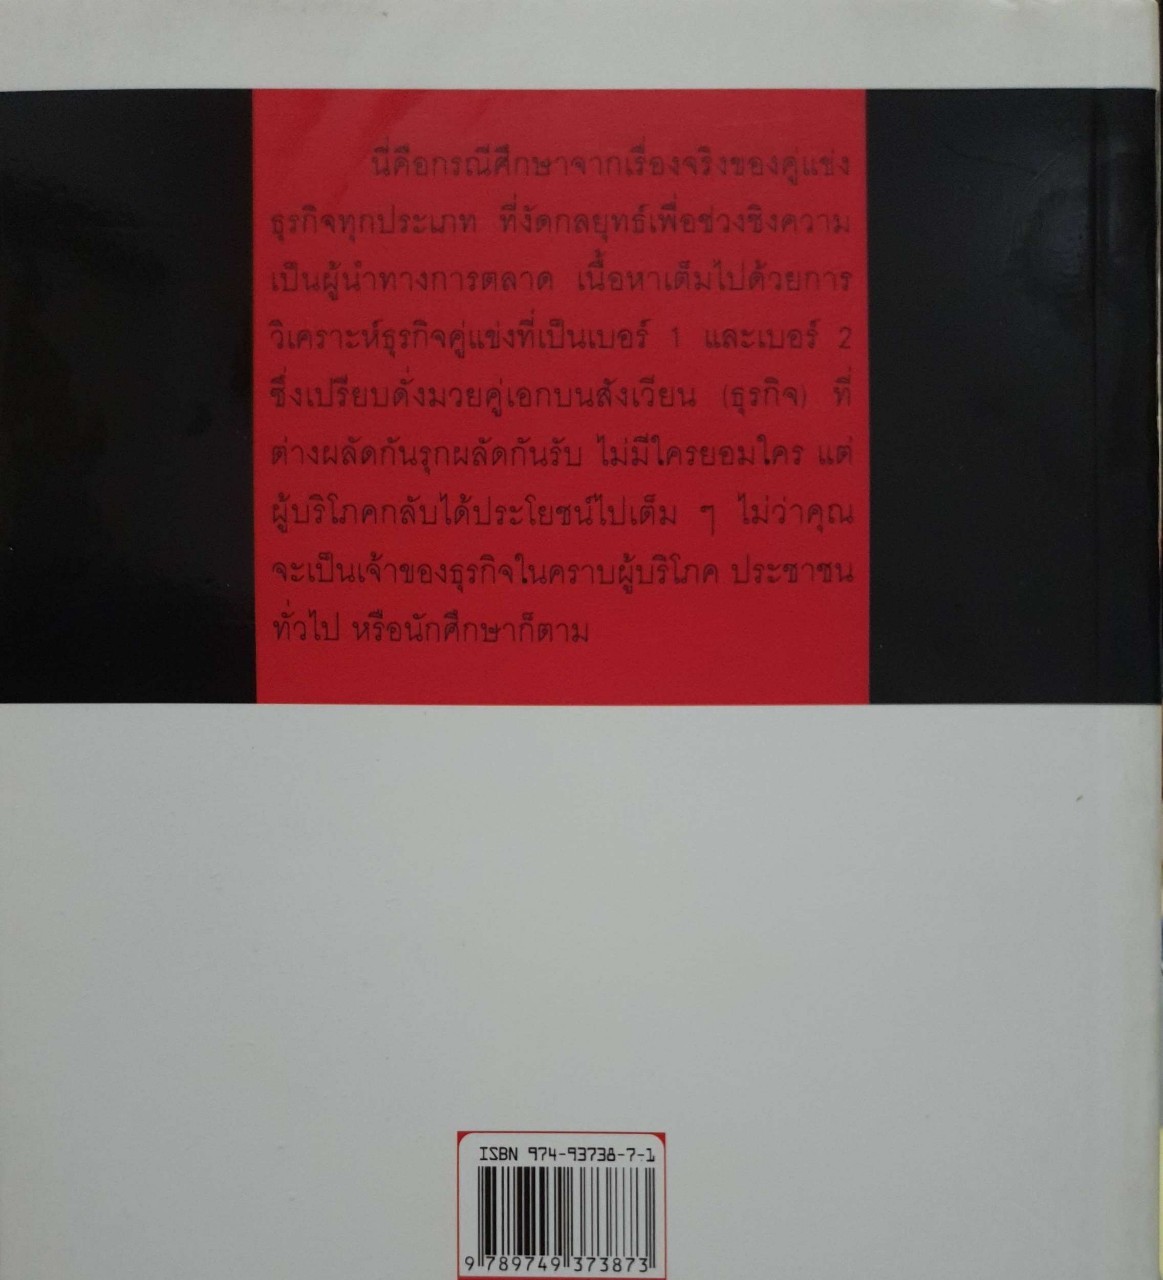 นี่คือกรณีศึกษาจากเรื่องจริงของคู่แข่ง
ธุรกิจทุกประเภท ที่งัดกลยุทธ์เพื่อช่วงชิงความ
เป็นผู้นำทางการตลาด เนื้อหาเต็มไปด้วยการ
วิเคราะห์ธุรกิจคู่แข่งที่เป็นเบอร์ 1 และเบอร์ 2
ซึ่งเปรียบดั่งมวยคู่เอกบนสังเวียน (ธุรกิจ) ที่
ต่างผลัดกันรุกผลัดกันรับ ไม่มีใครยอมใคร แต่
ผู้บริโภคกลับได้ประโยชน์ไปเต็ม ๆ ไม่ว่าคุณ
จะเป็นเจ้าของธุรกิจในคราบผู้บริโภค ประชาชน
ทั่วไป หรือนักศึกษาก็ตาม
ISBN 974-93738-7-1
9 789749 373873